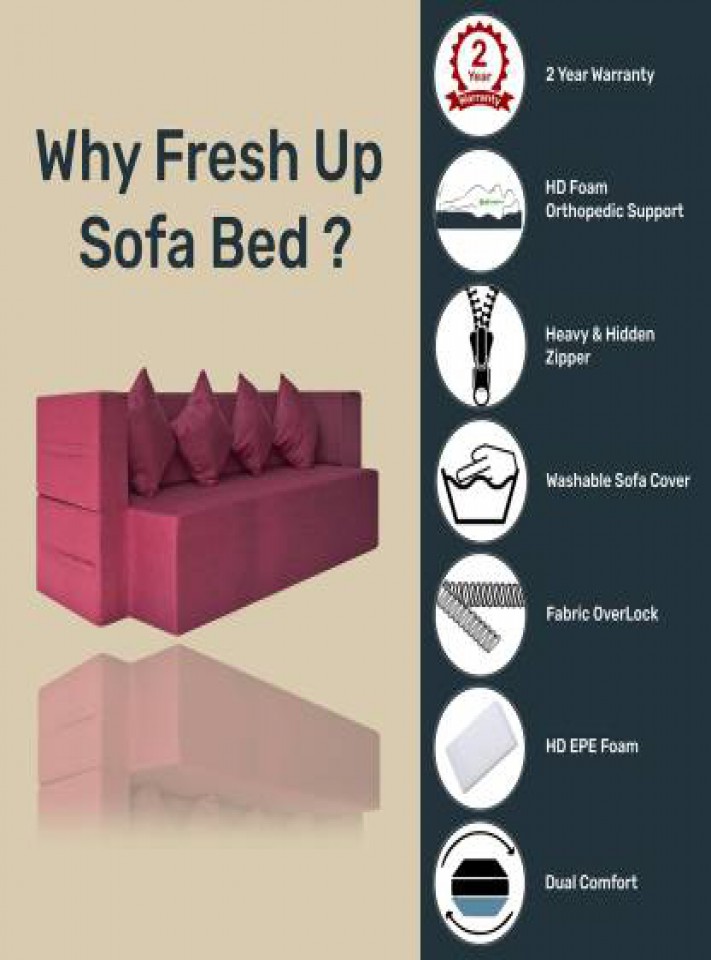 Why Fresh Up
Sofa Bed ?
2
Year
Warranty
2 Year Warranty
HD Foam
Orthopedic Support
Heavy & Hidden
Zipper
Washable Sofa Cover
Fabric OverLock
HD EPE Foam
Dual Comfort